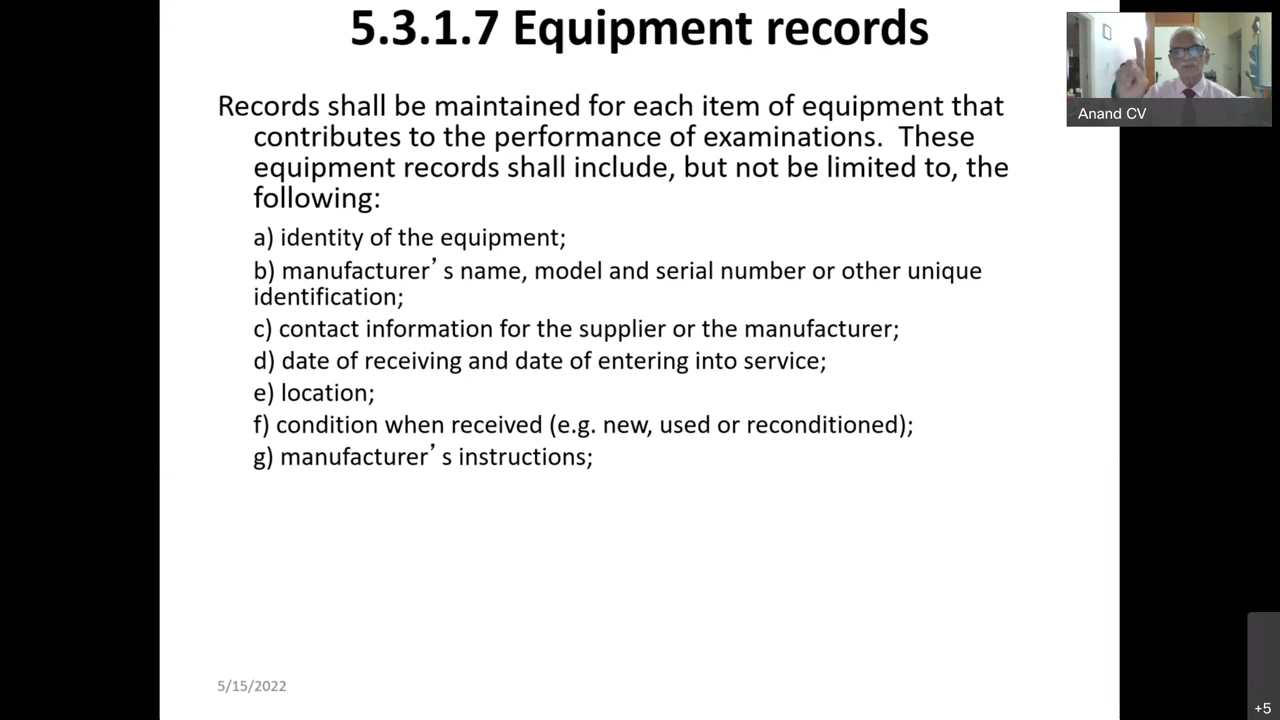 5.3.1.7 Equipment records
Anand CV
Records shall be maintained for each item of equipment that
contributes to the performance of examinations.  These
equipment records shall include, but not be limited to, the
following:
a) identity of the equipment;
b) manufacturer’s name, model and serial number or other unique
identification;
c) contact information for the supplier or the manufacturer;
d) date of receiving and date of entering into service;
e) location;
f) condition when received (e.g. new, used or reconditioned);
g) manufacturer’s instructions;
5/15/2022
+5